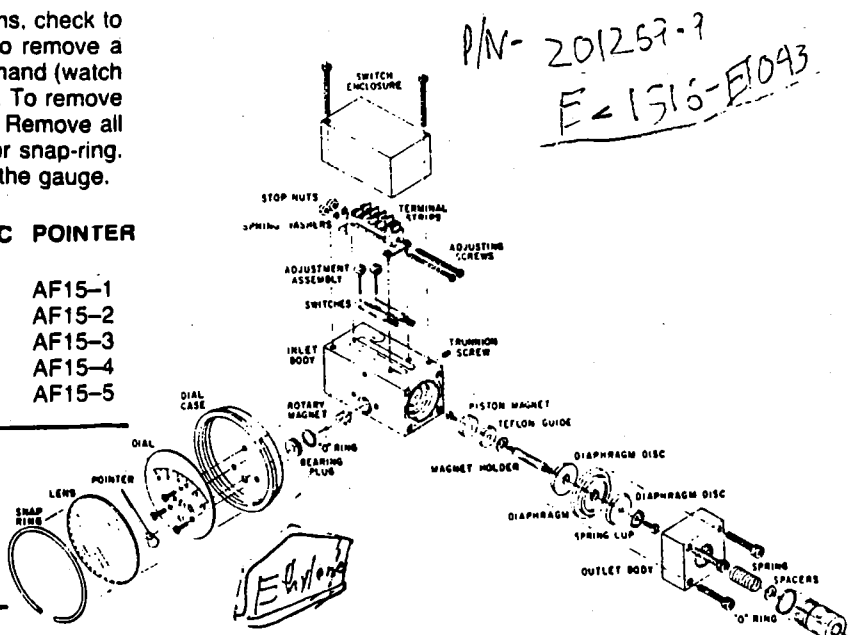 ns, check to
o remove a
hand (watch
. To remove
Remove all
or snap-ring.
the gauge.
C POINTER
AF15–1
AF15–2
AF15–3
AF15–4
AF15–5
P/N-
SWITCH
ENCLOSURE
STOP NUTS
TERMINAL
STRIPS
SPRING WASHERS
ADJUSTING
SCREWS
ADJUSTMENT
ASSEMBLY
SWITCHES
INLET
BODY
TRUNNION
SCREW
DIAL
CASE
ROTARY
MAGNET
PISTON MAGNET
TEFLON GUIDE
"O" RING
BEARING
PLUG
MAGNET HOLDER
DIAPHRAGM DISC
DIAL
POINTER
LENS
SNAP
RING
DIAPHRAGM
DIAPHRAGM DISC
SPRING CUP
OUTLET BODY
SPRING
SPACERS
"O" RING